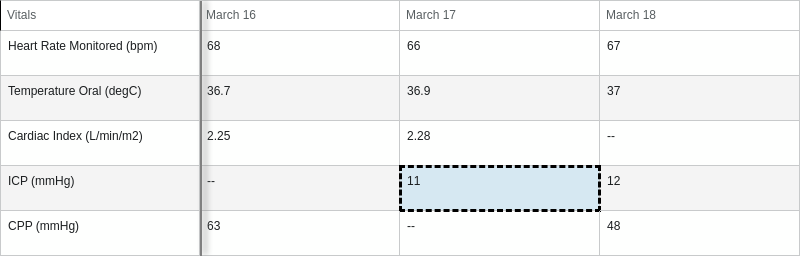 Vitals March 16 March 17 March 18
Heart Rate Monitored (bpm) 68 66 67
Temperature Oral (degC) 36.7 36.9 37
Cardiac Index (L/min/m2) 2.25 2.28 --
ICP (mmHg) -- 11 12
CPP (mmHg) 63 -- 48